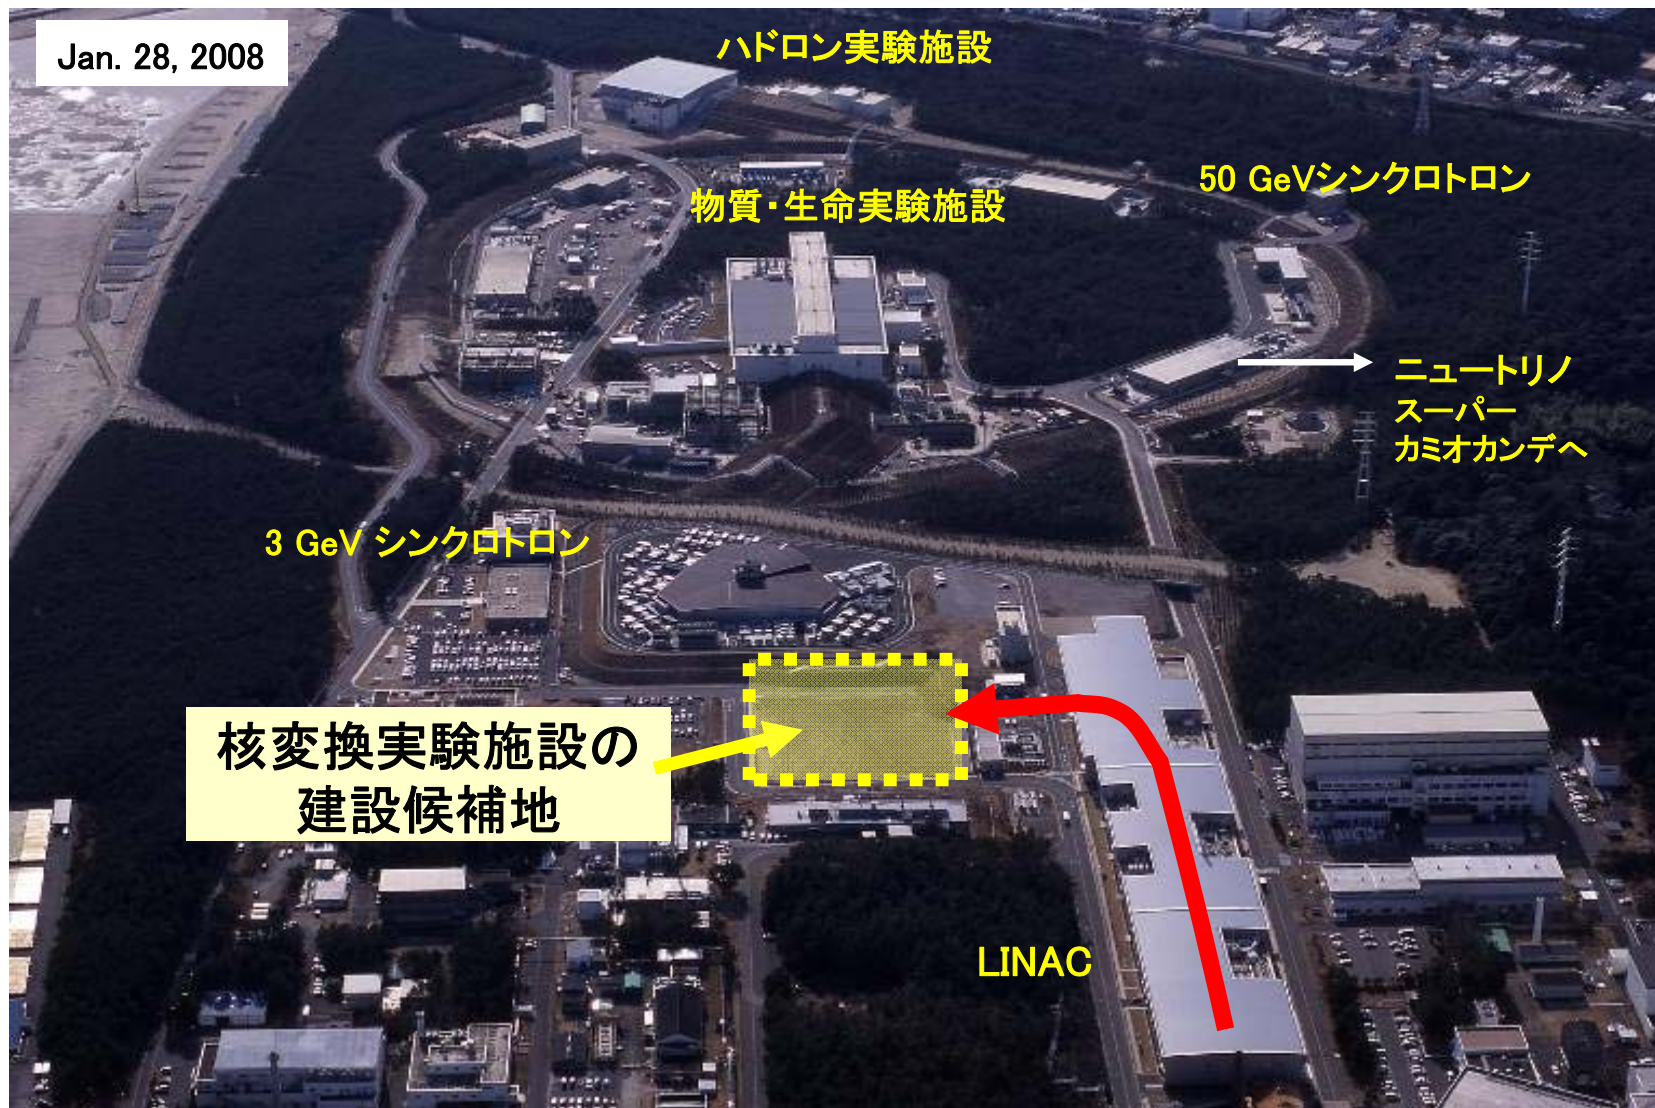 Jan. 28, 2008
ハドロン実験施設
50 GeVシンクロトロン
物質・生命実験施設
ニュートリノ
スーパー
カミオカンデへ
3 GeV シンクロトロン
核変換実験施設の
建設候補地
LINAC